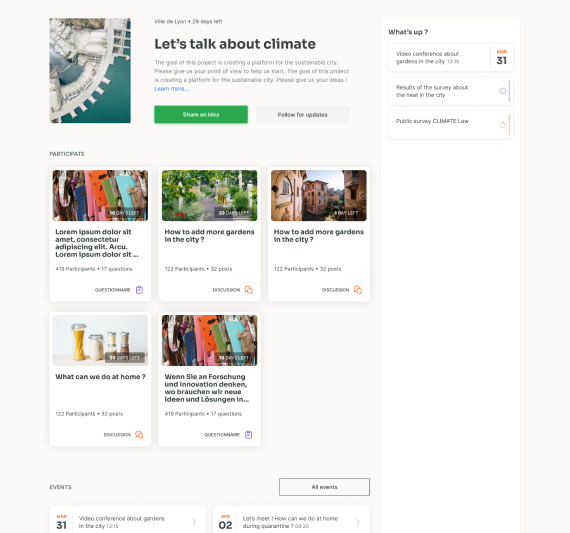 Ville de Lyon • 29 days left
Let's talk about climate
The goal of this project is creating a platform for the sustainable city.
Please give us your point of view to help us start. The goal of this project
is creating a platform for the sustainable city. Please give us your ideas !
Learn more...
Share an idea
Follow for updates
What's up ?
Video conference about
gardens in the city 13:15
MAR
31
Results of the survey about
the heat in the city
Public survey CLIMATE Law
PARTICIPATE
10 DAYS LEFT
Lorem ipsum dolor sit
amet, consectetur
adipiscing elit. Arcu.
Lorem ipsum dolor sit ...
419 Participants • 17 questions
QUESTIONNAIRE
23 DAYS LEFT
How to add more gardens
in the city ?
122 Participants • 32 posts
DISCUSSION
1 DAY LEFT
How to add more gardens
in the city ?
122 Participants • 32 posts
DISCUSSION
23 DAYS LEFT
What can we do at home ?
122 Participants • 32 posts
DISCUSSION
10 DAYS LEFT
Wenn Sie an Forschung
und Innovation denken,
wo brauchen wir neue
Ideen und Lösungen in...
419 Participants • 17 questions
QUESTIONNAIRE
EVENTS
All events
MAR
31
Video conference about gardens
in the city 13:15
APR
02
Let's meet ! How can we do at home
during quarantine ? 09:30